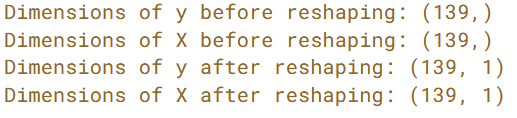 Dimensions of y before reshaping: (139,)
Dimensions of X before reshaping: (139,)
Dimensions of y after reshaping: (139, 1)
Dimensions of X after reshaping: (139, 1)